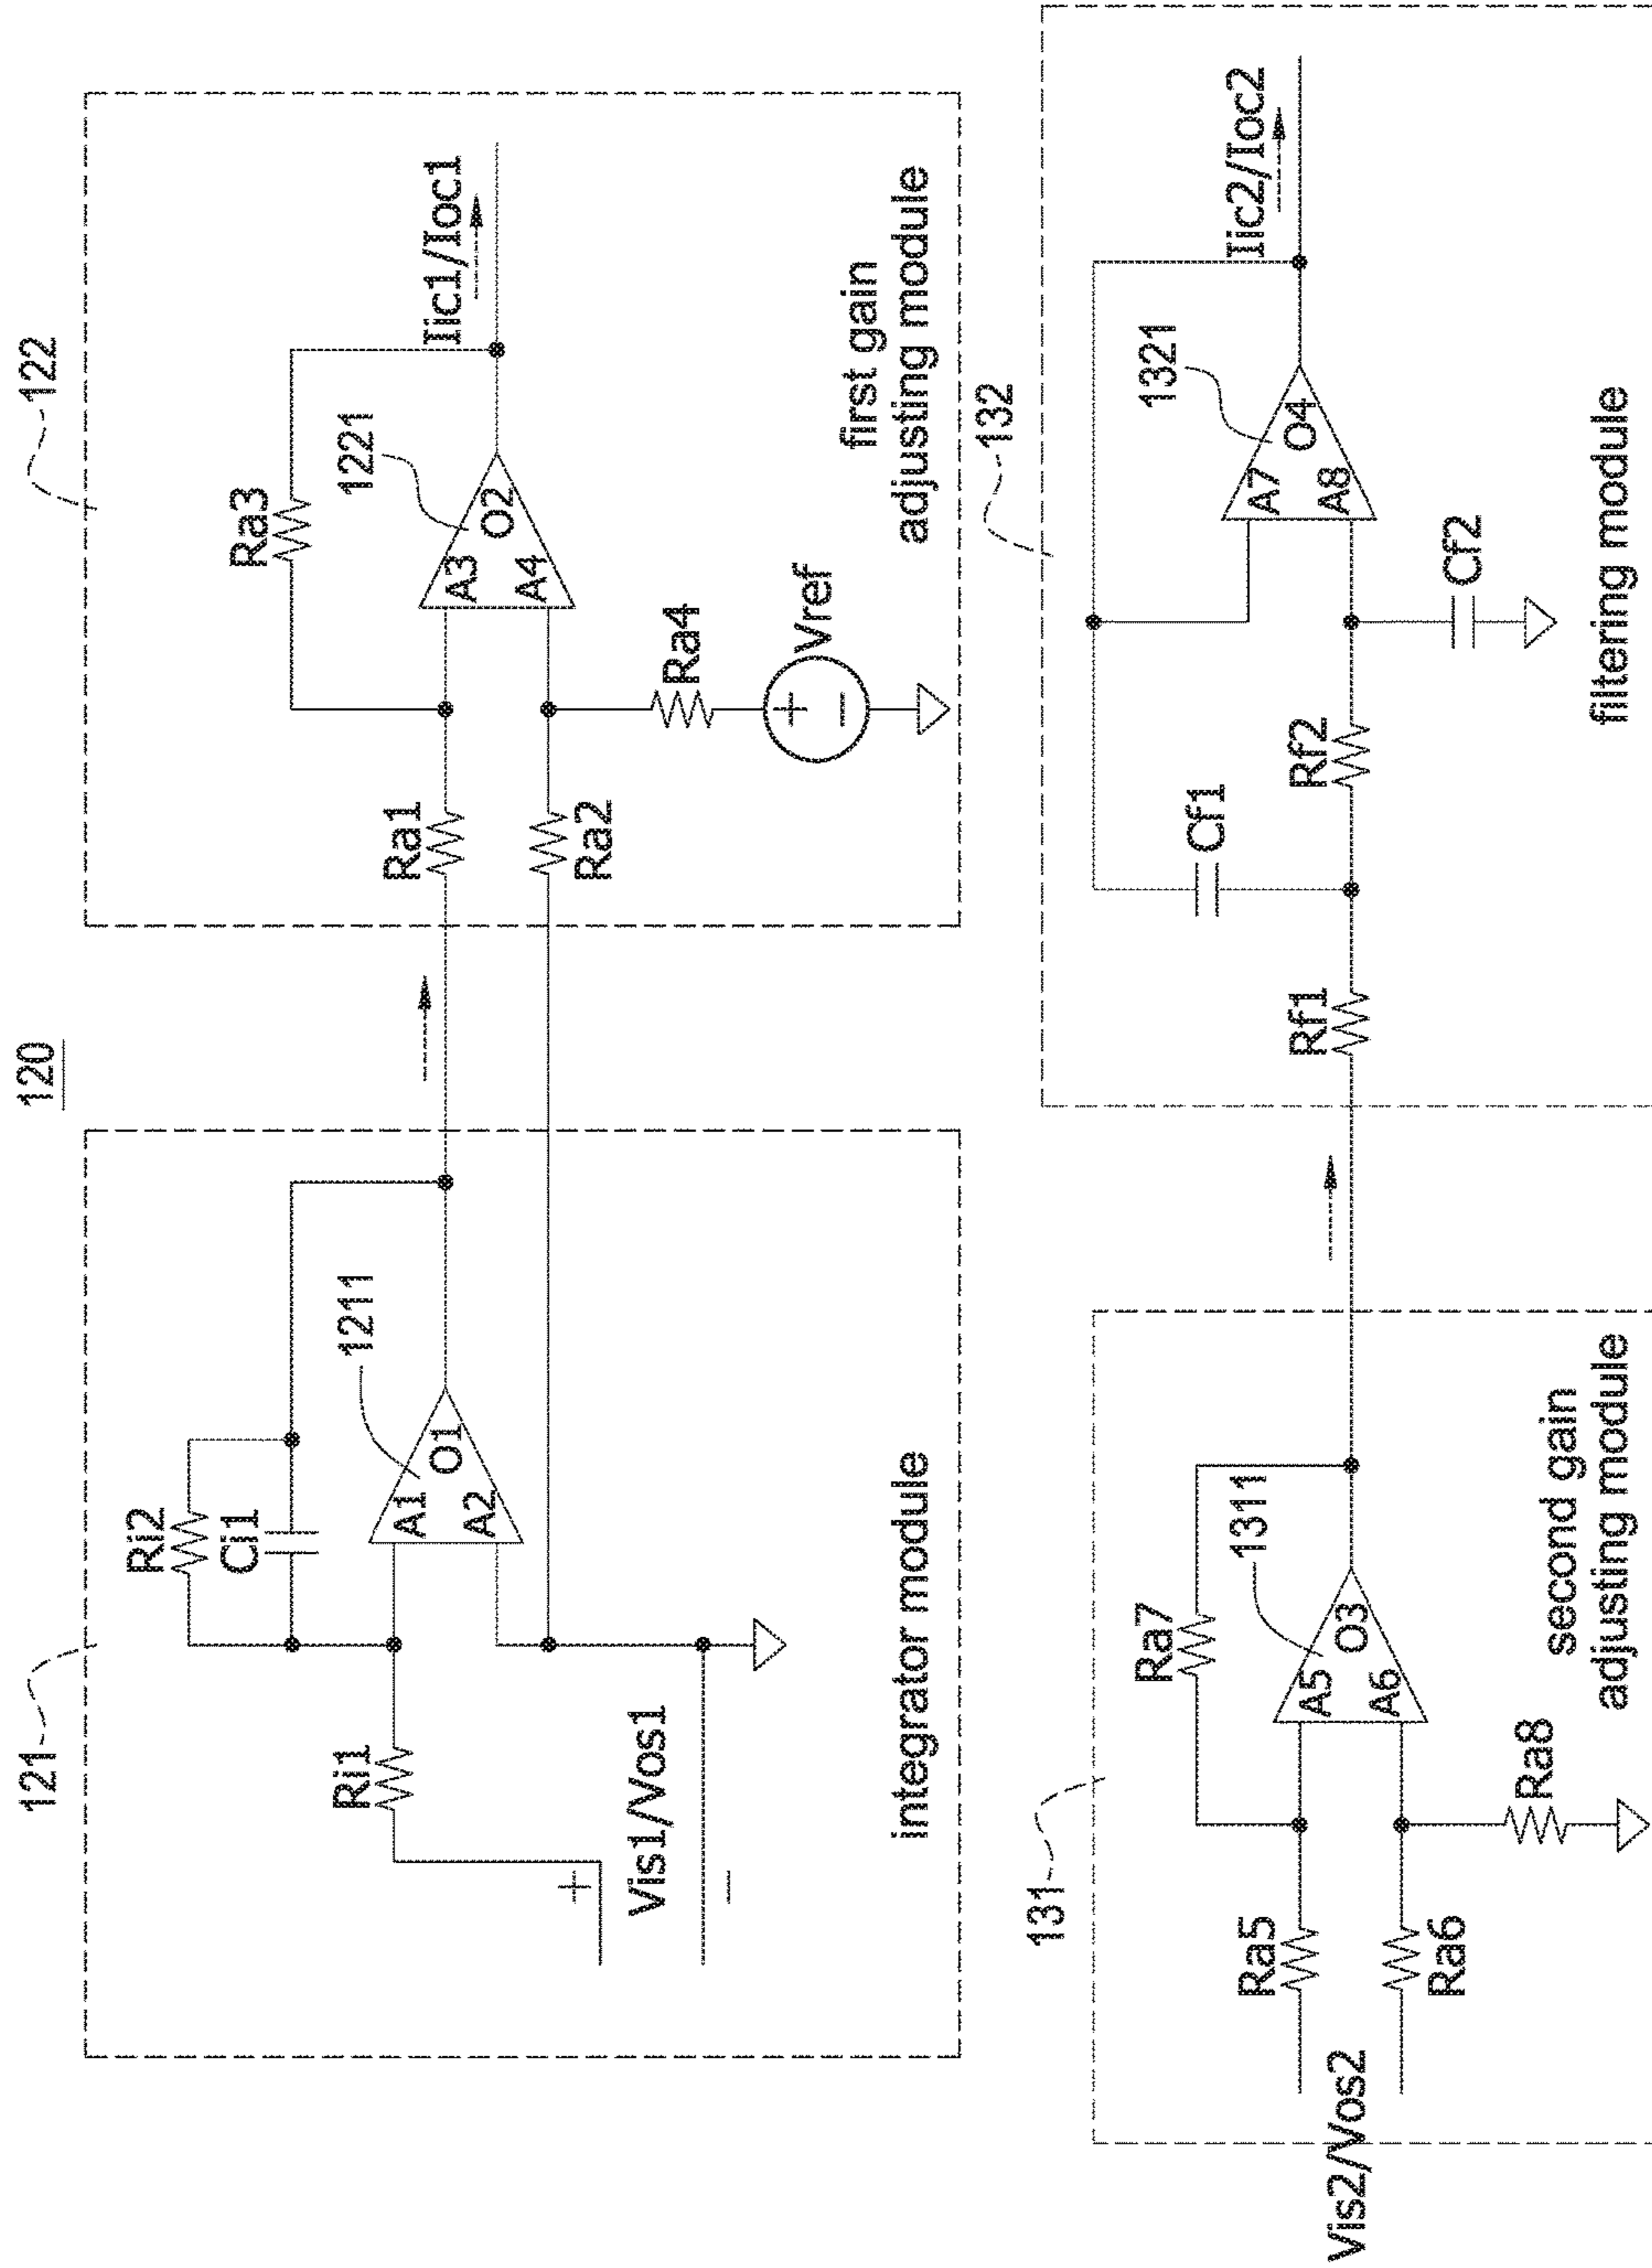 120
121
122
Ri2
Ci1
Ri1
A1
A2
O1
1211
+
Vis1/Vos1
−
integrator module
Ra1
Ra2
Ra3
A3
A4
O2
1221
Ra4
+
−
Vref
Iic1/Ioc1
first gain
adjusting module
131
132
Vis2/Vos2
Ra5
Ra6
Ra7
A5
A6
O3
1311
Ra8
second gain
adjusting module
Rf1
Cf1
Rf2
Cf2
A7
A8
O4
1321
Iic2/Ioc2
filtering module